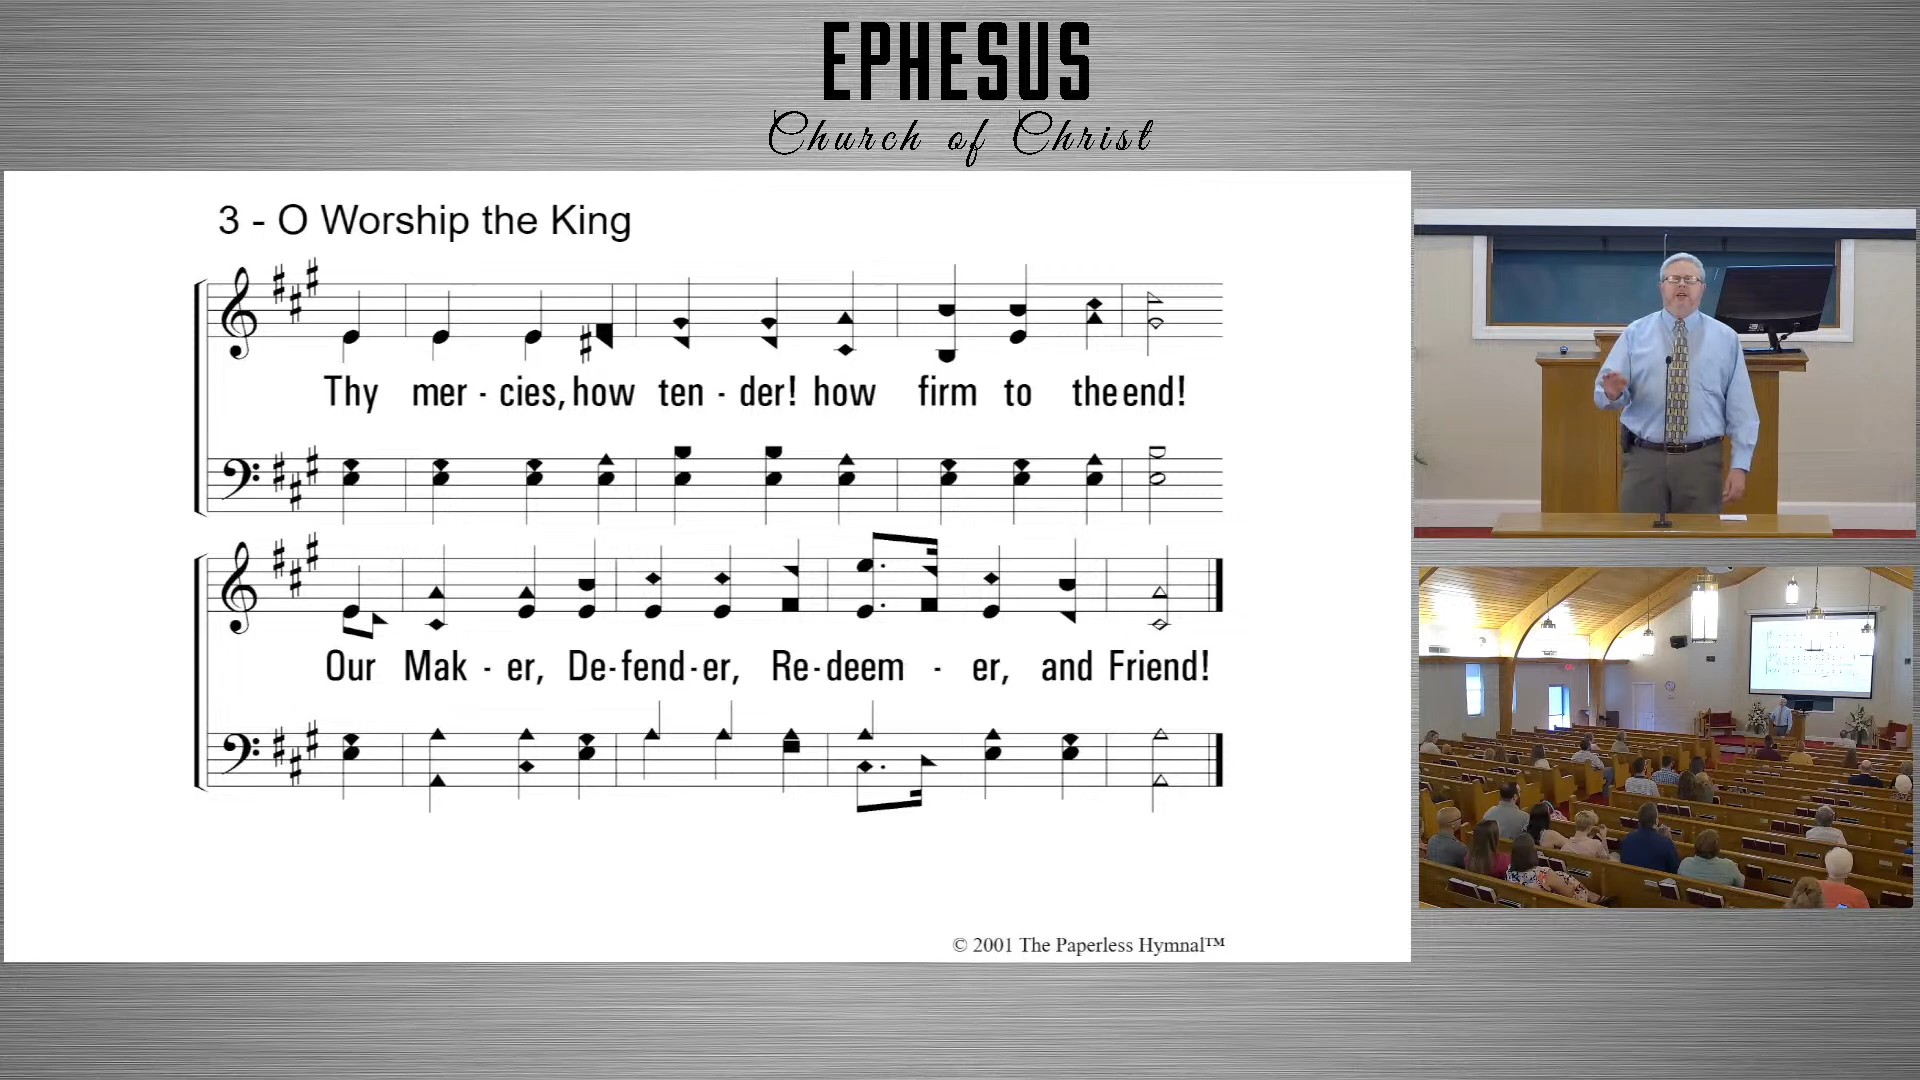 EPHESUS
Church of Christ
3 - O Worship the King
Thy mer - cies, how ten - der! how firm to the end!
Our Mak - er, De - fend - er, Re - deem - er, and Friend!
© 2001 The Paperless Hymnal™